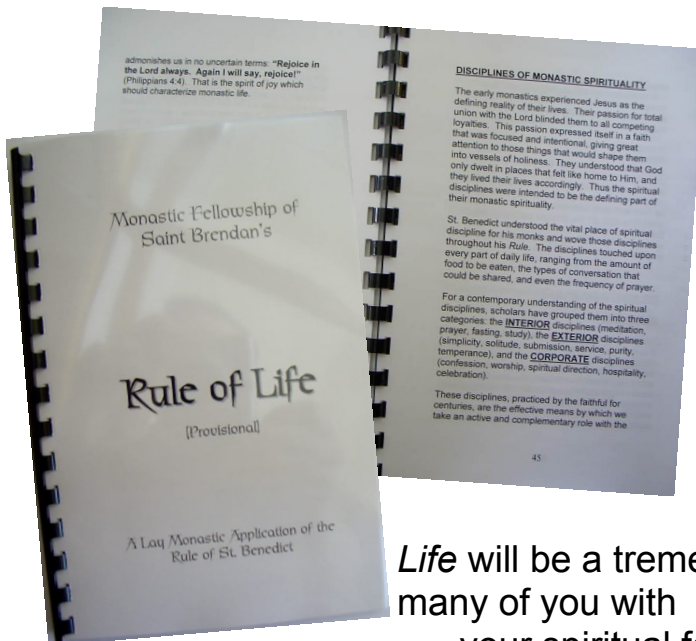 admonishes us in no uncertain terms: "Rejoice in
the Lord always. Again I will say, rejoice!"
(Philippians 4:4). That is the spirit of joy which
should characterize monastic life.
DISCIPLINES OF MONASTIC SPIRITUALITY
The early monastics experienced Jesus as the
defining reality of their lives. Their passion for total
union with the Lord blinded them to all competing
loyalties. This passion expressed itself in a faith
that was focused and intentional, giving great
attention to those things that would shape them
into vessels of holiness. They understood that God
only dwelt in places that felt like home to Him, and
they lived their lives accordingly. Thus the spiritual
disciplines were intended to be the defining part of
their monastic spirituality.
St. Benedict understood the vital place of spiritual
discipline for his monks and wove those disciplines
throughout his Rule. The disciplines touched upon
every part of daily life, ranging from the amount of
food to be eaten, the types of conversation that
could be shared, and even the frequency of prayer.
For a contemporary understanding of the spiritual
disciplines, scholars have grouped them into three
categories: the INTERIOR disciplines (meditation,
prayer, fasting, study), the EXTERIOR disciplines
(simplicity, solitude, submission, service, purity,
temperance), and the CORPORATE disciplines
(confession, worship, spiritual direction, hospitality,
celebration).
These disciplines, practiced by the faithful for
centuries, are the effective means by which we
take an active and complementary role with the
45
Monastic Fellowship of
Saint Brendan's
Rule of Life
[Provisional]
A Lay Monastic Application of the
Rule of St. Benedict
Life will be a treme
many of you with